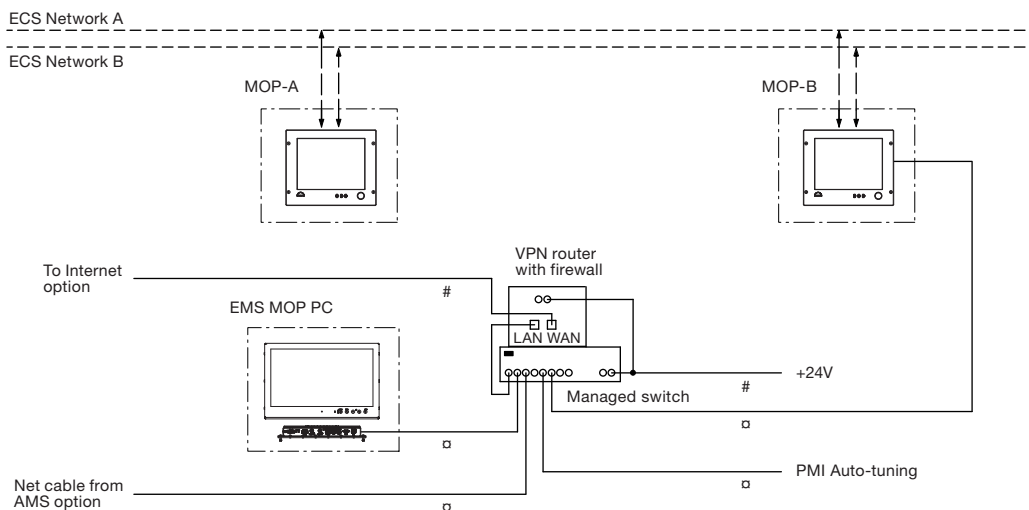 ECS Network A
ECS Network B
MOP-A
MOP-B
VPN router
with firewall
To Internet
option
#
EMS MOP PC
LAN WAN
+24V
#
Managed switch
¤
¤
PMI Auto-tuning
¤
Net cable from
AMS option
¤